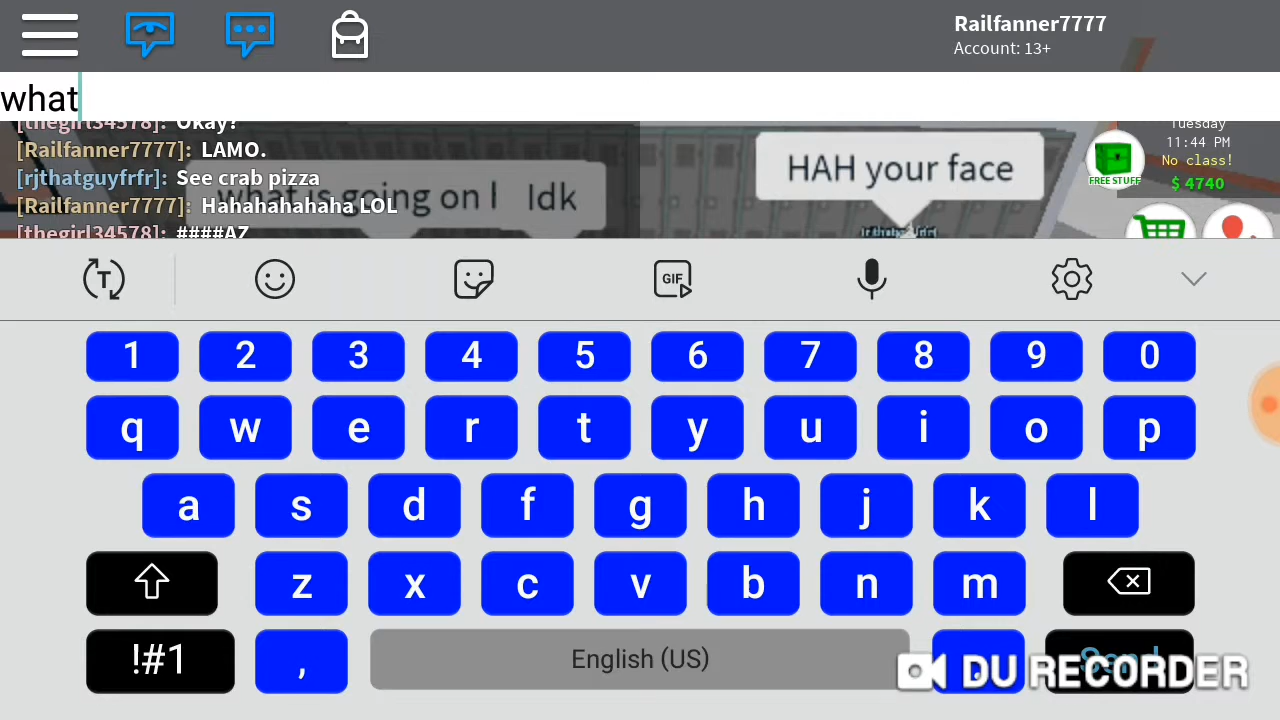 Railfanner7777
Account: 13+
what
[thegirl34578]: Okay?
[Railfanner7777]: LAMO.
[rjthatguyfrfr]: See crab pizza
[Railfanner7777]: Hahahahahaha LOL
[thegirl34578]: ####AZ
what is going on
Idk
HAH your face
FREE STUFF
Tuesday
11:44 PM
No class!
$ 4740
T
GIF
1 2 3 4 5 6 7 8 9 0
q w e r t y u i o p
a s d f g h j k l
z x c v b n m
!#1 , English (US) . Send
DU RECORDER